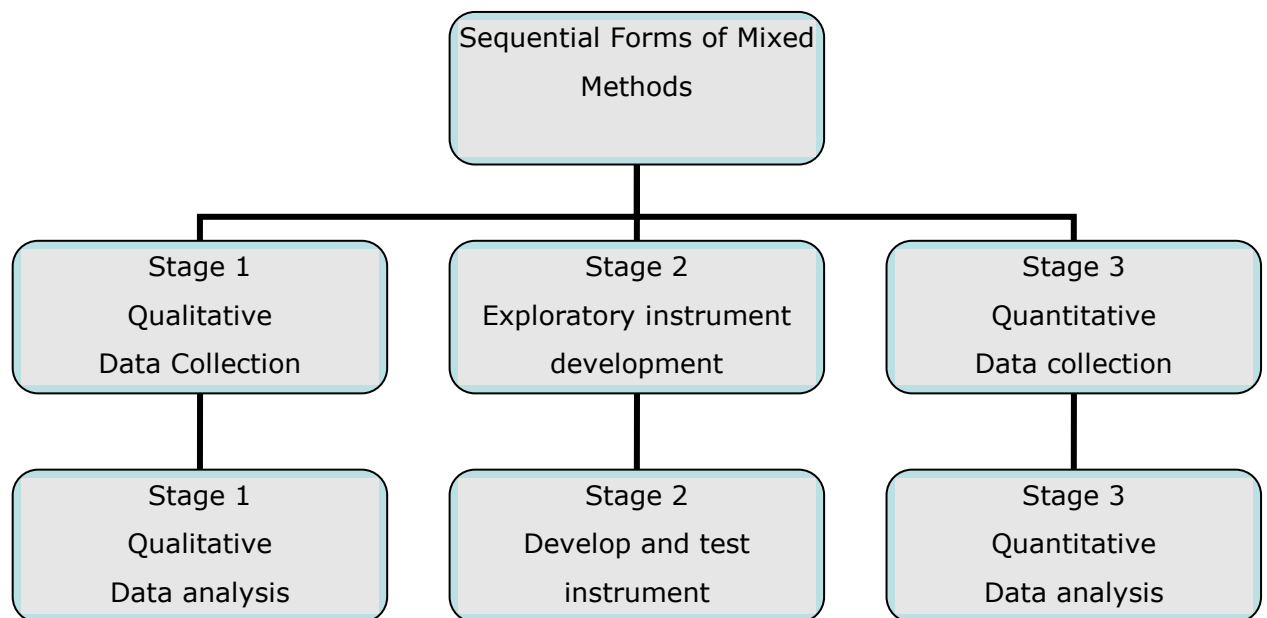 Sequential Forms of Mixed
Methods
Stage 1
Qualitative
Data Collection
Stage 2
Exploratory instrument
development
Stage 3
Quantitative
Data collection
Stage 1
Qualitative
Data analysis
Stage 2
Develop and test
instrument
Stage 3
Quantitative
Data analysis